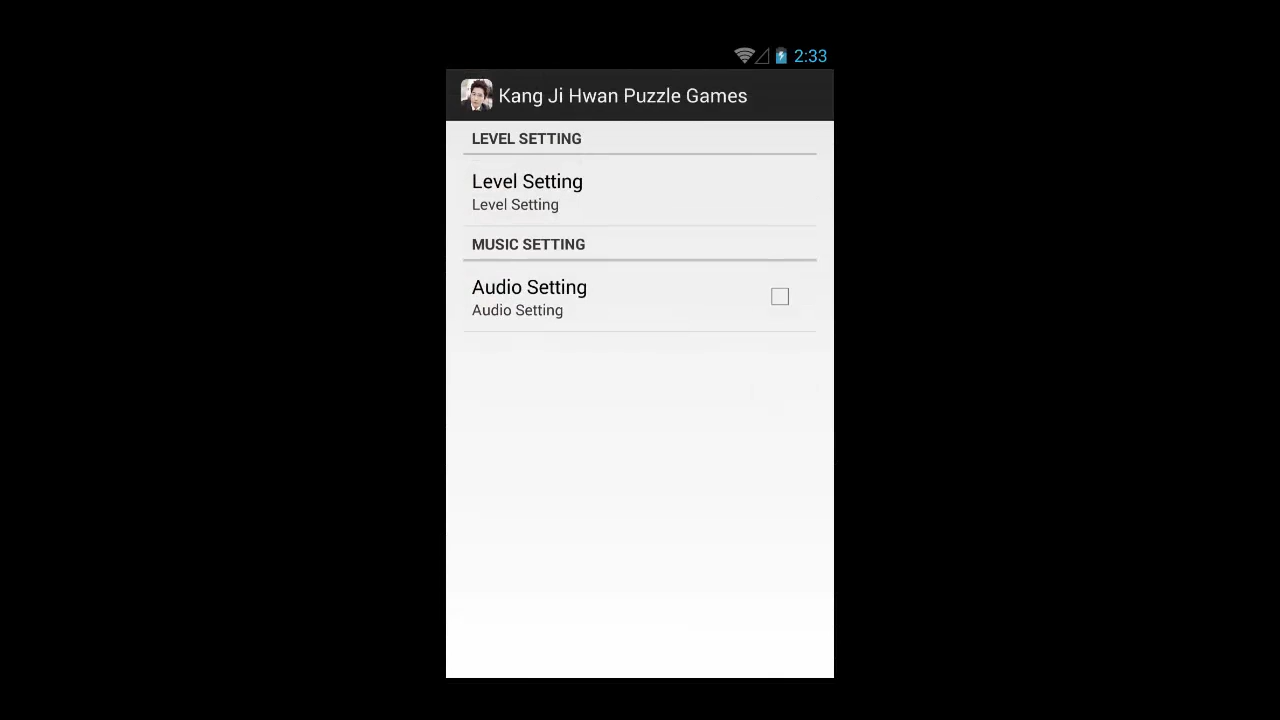 2:33
Kang Ji Hwan Puzzle Games
LEVEL SETTING
Level Setting
Level Setting
MUSIC SETTING
Audio Setting
Audio Setting